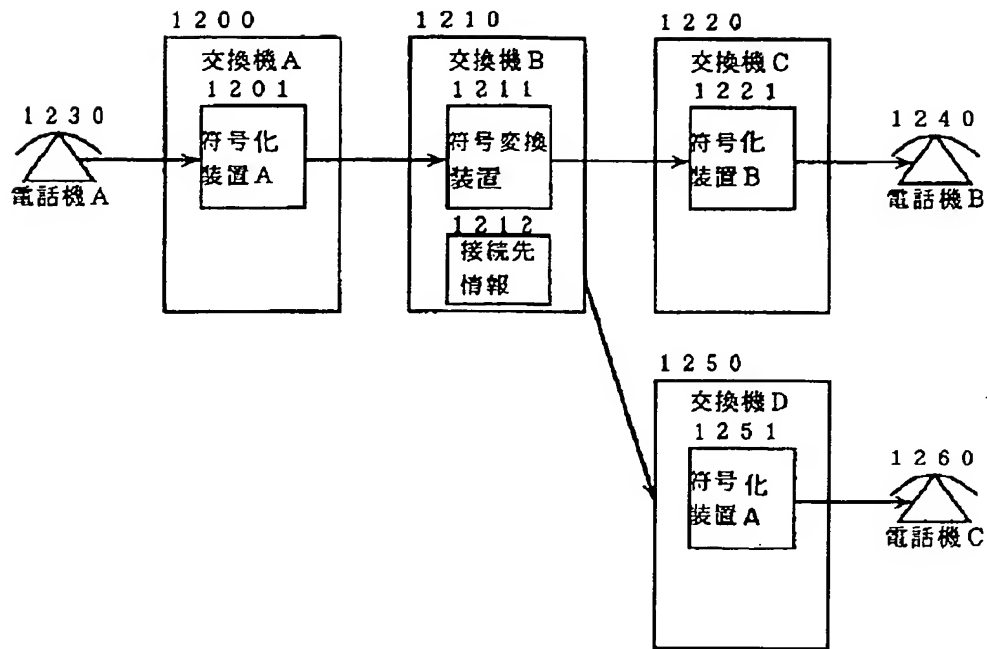 1200
交換機A
1201
符号化
装置A
1210
交換機B
1211
符号変換
装置
1212
接続先
情報
1220
交換機C
1221
符号化
装置B
1230
電話機A
1240
電話機B
1250
交換機D
1251
符号化
装置A
1260
電話機C